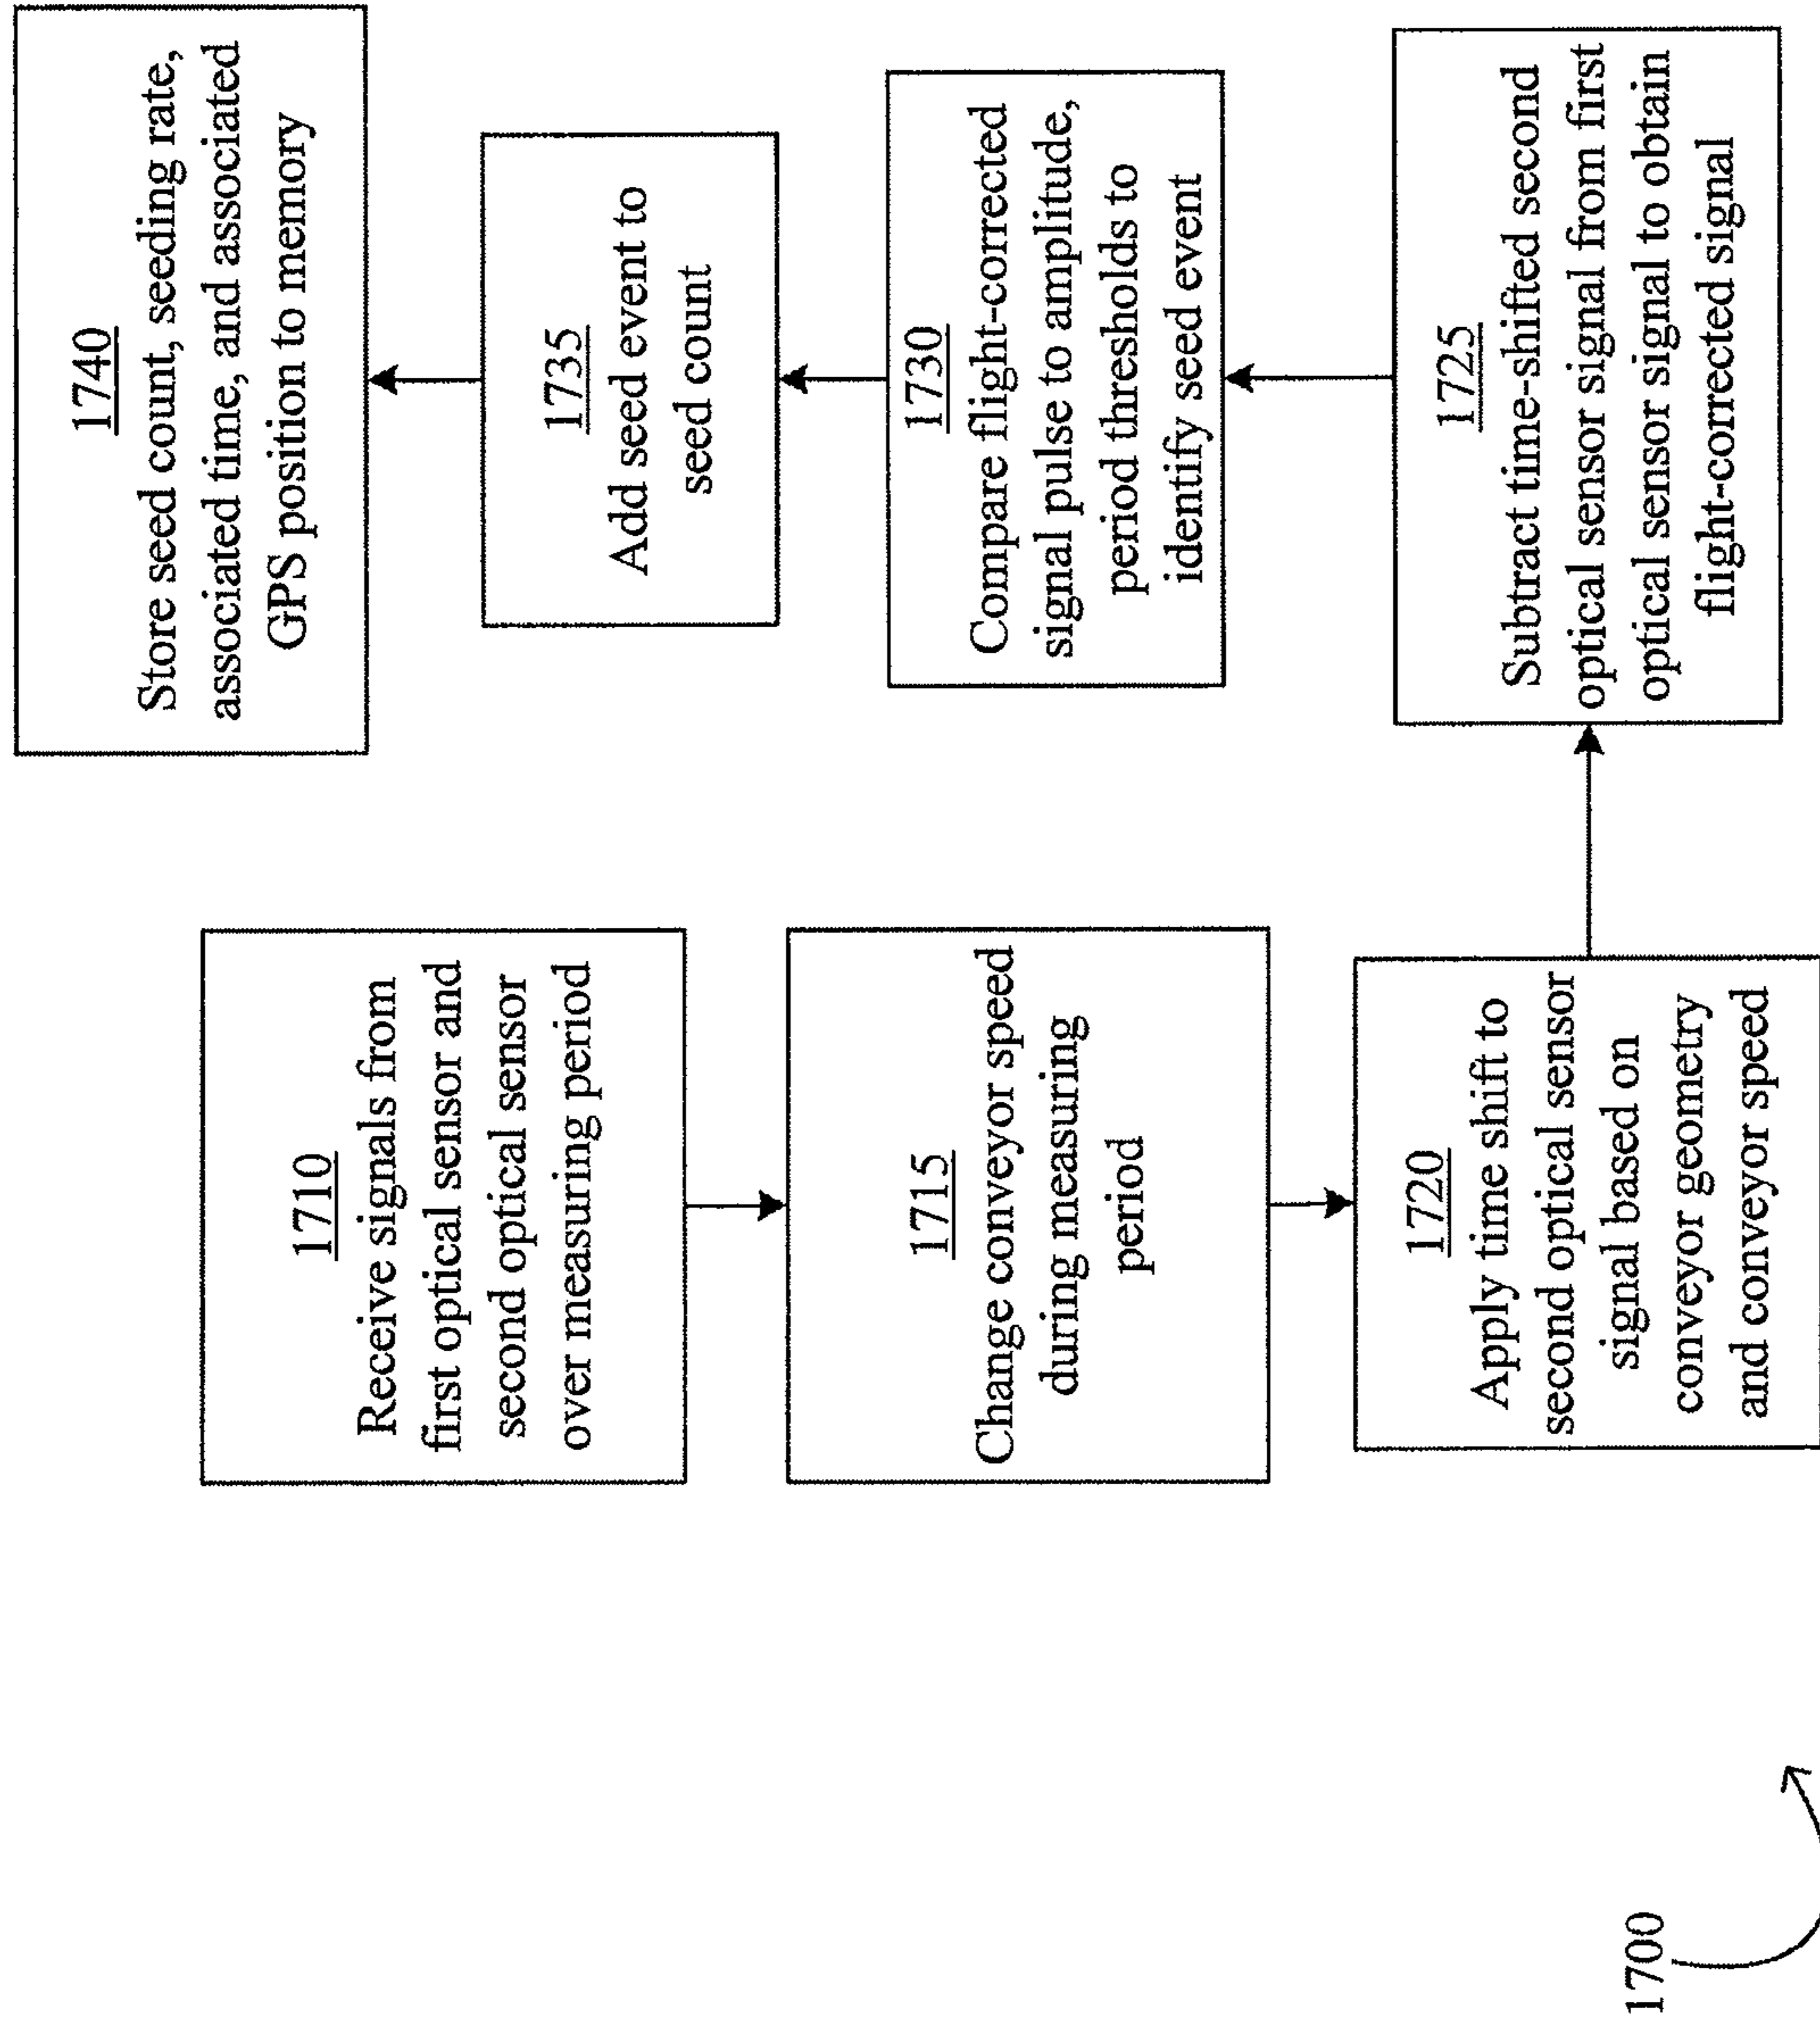 1710
Receive signals from
first optical sensor and
second optical sensor
over measuring period
1715
Change conveyor speed
during measuring
period
1720
Apply time shift to
second optical sensor
signal based on
conveyor geometry
and conveyor speed
1725
Subtract time-shifted second
optical sensor signal from first
optical sensor signal to obtain
flight-corrected signal
1730
Compare flight-corrected
signal pulse to amplitude,
period thresholds to
identify seed event
1735
Add seed event to
seed count
1740
Store seed count, seeding rate,
associated time, and associated
GPS position to memory
1700